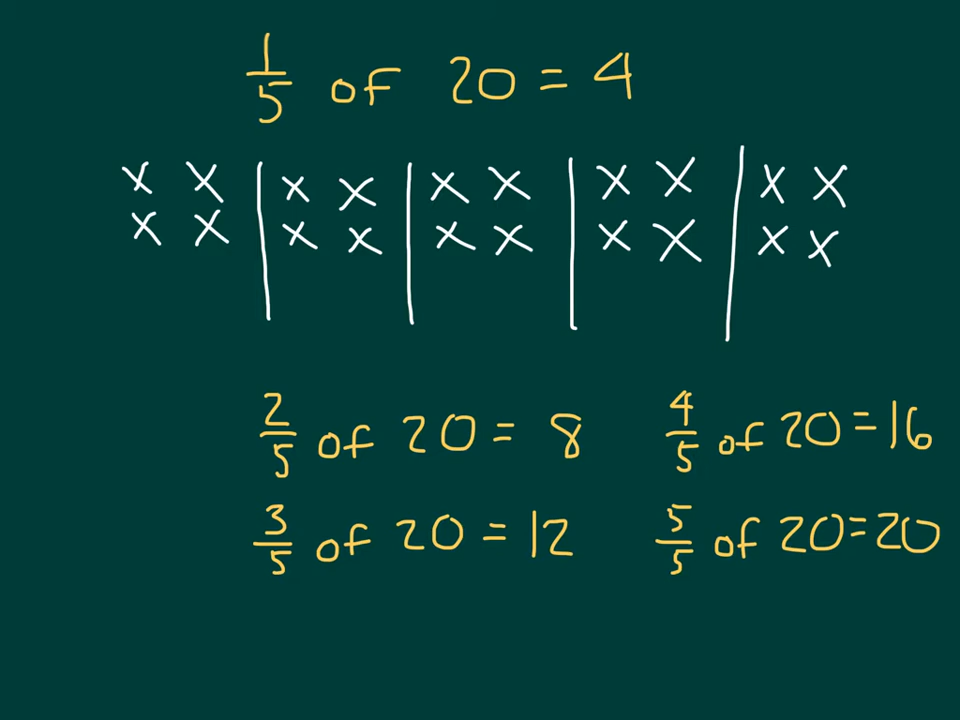 1/5 of 20 = 4
x x | x x | x x | x x | x x
x x | x x | x x | x x | x x
2/5 of 20 = 8
3/5 of 20 = 12
4/5 of 20 = 16
5/5 of 20 = 20